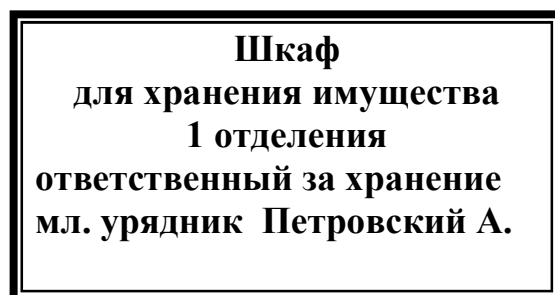 Шкаф
для хранения имущества
1 отделения
ответственный за хранение
мл. урядник Петровский А.